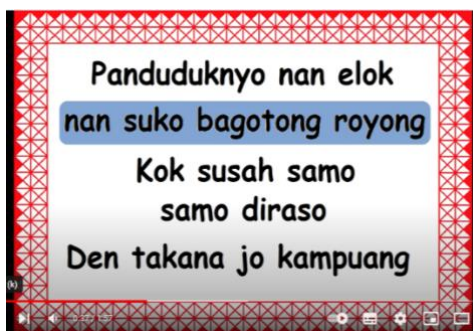 Panduduknyo nan elok
nan suko bagotong royong
Kok susah samo
samo diraso
Den takana jo kampuang
(k)